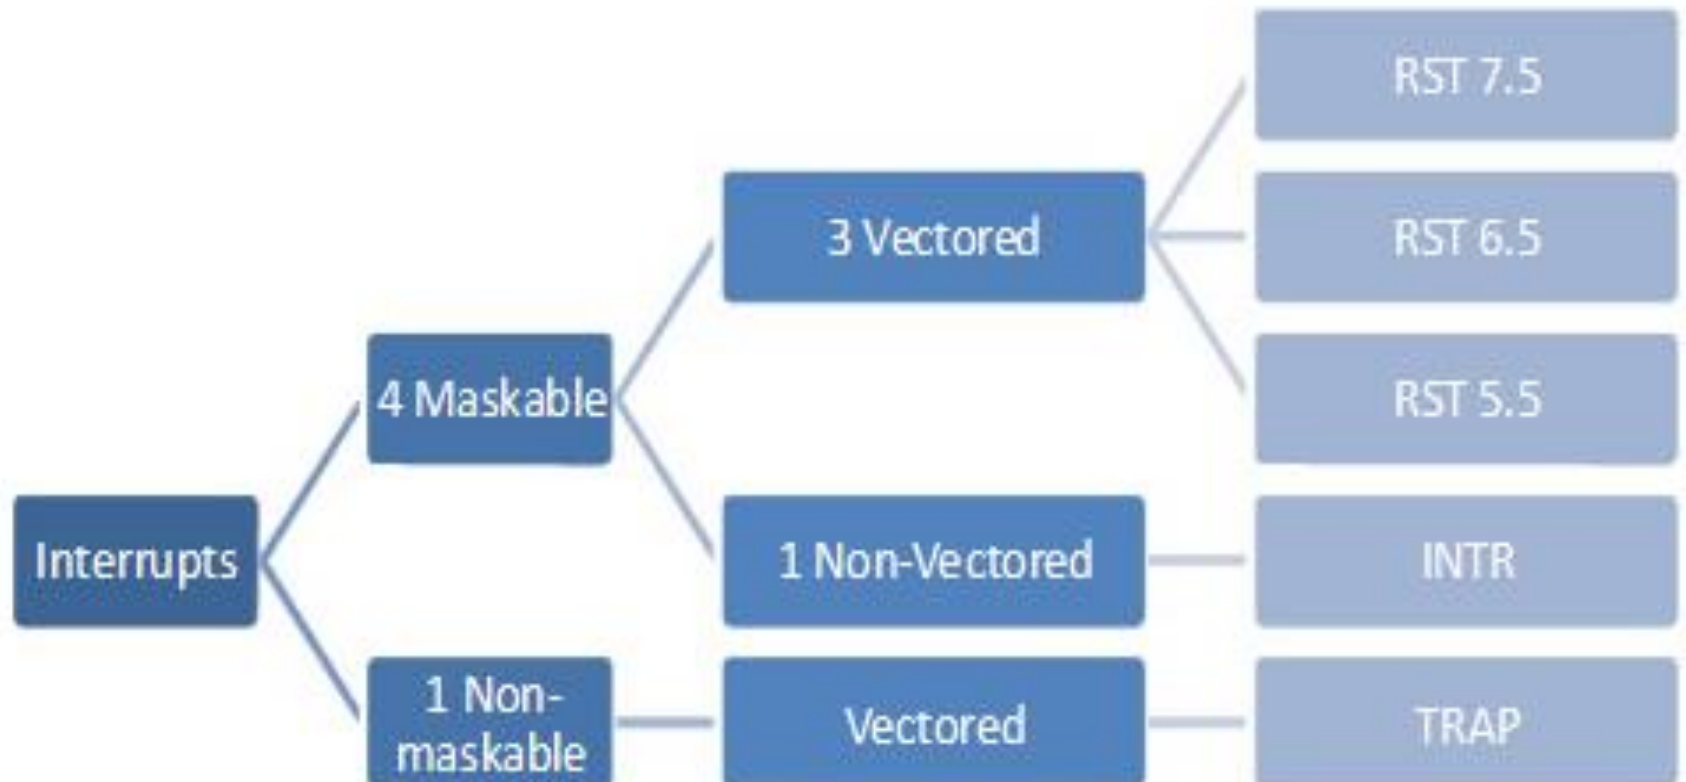 RST 7.5
3 Vectored
RST 6.5
4 Maskable
RST 5.5
Interrupts
1 Non-Vectored
INTR
1 Non-
maskable
Vectored
TRAP